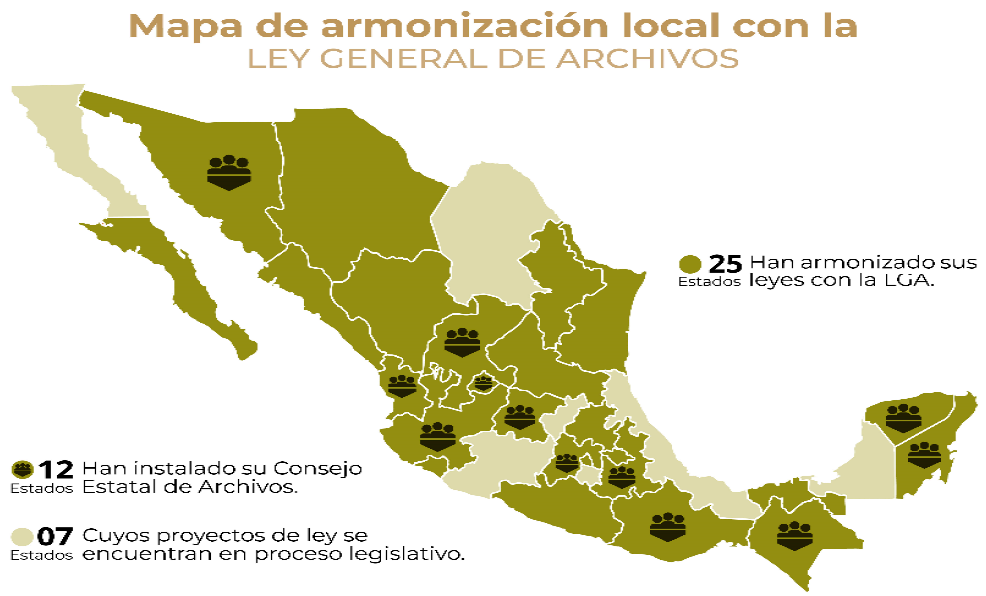 Mapa de armonización local con la
LEY GENERAL DE ARCHIVOS
25 Han armonizado sus
Estados leyes con la LGA.
12 Han instalado su Consejo
Estados Estatal de Archivos.
07 Cuyos proyectos de ley se
Estados encuentran en proceso legislativo.